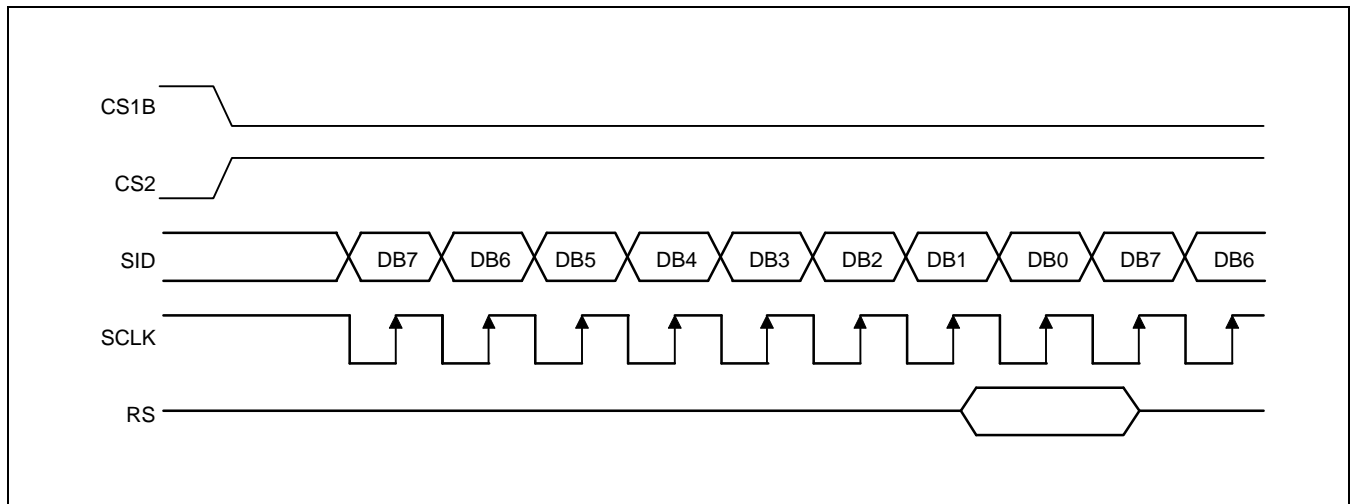 CS1B
CS2
SID DB7 DB6 DB5 DB4 DB3 DB2 DB1 DB0 DB7 DB6
SCLK
RS